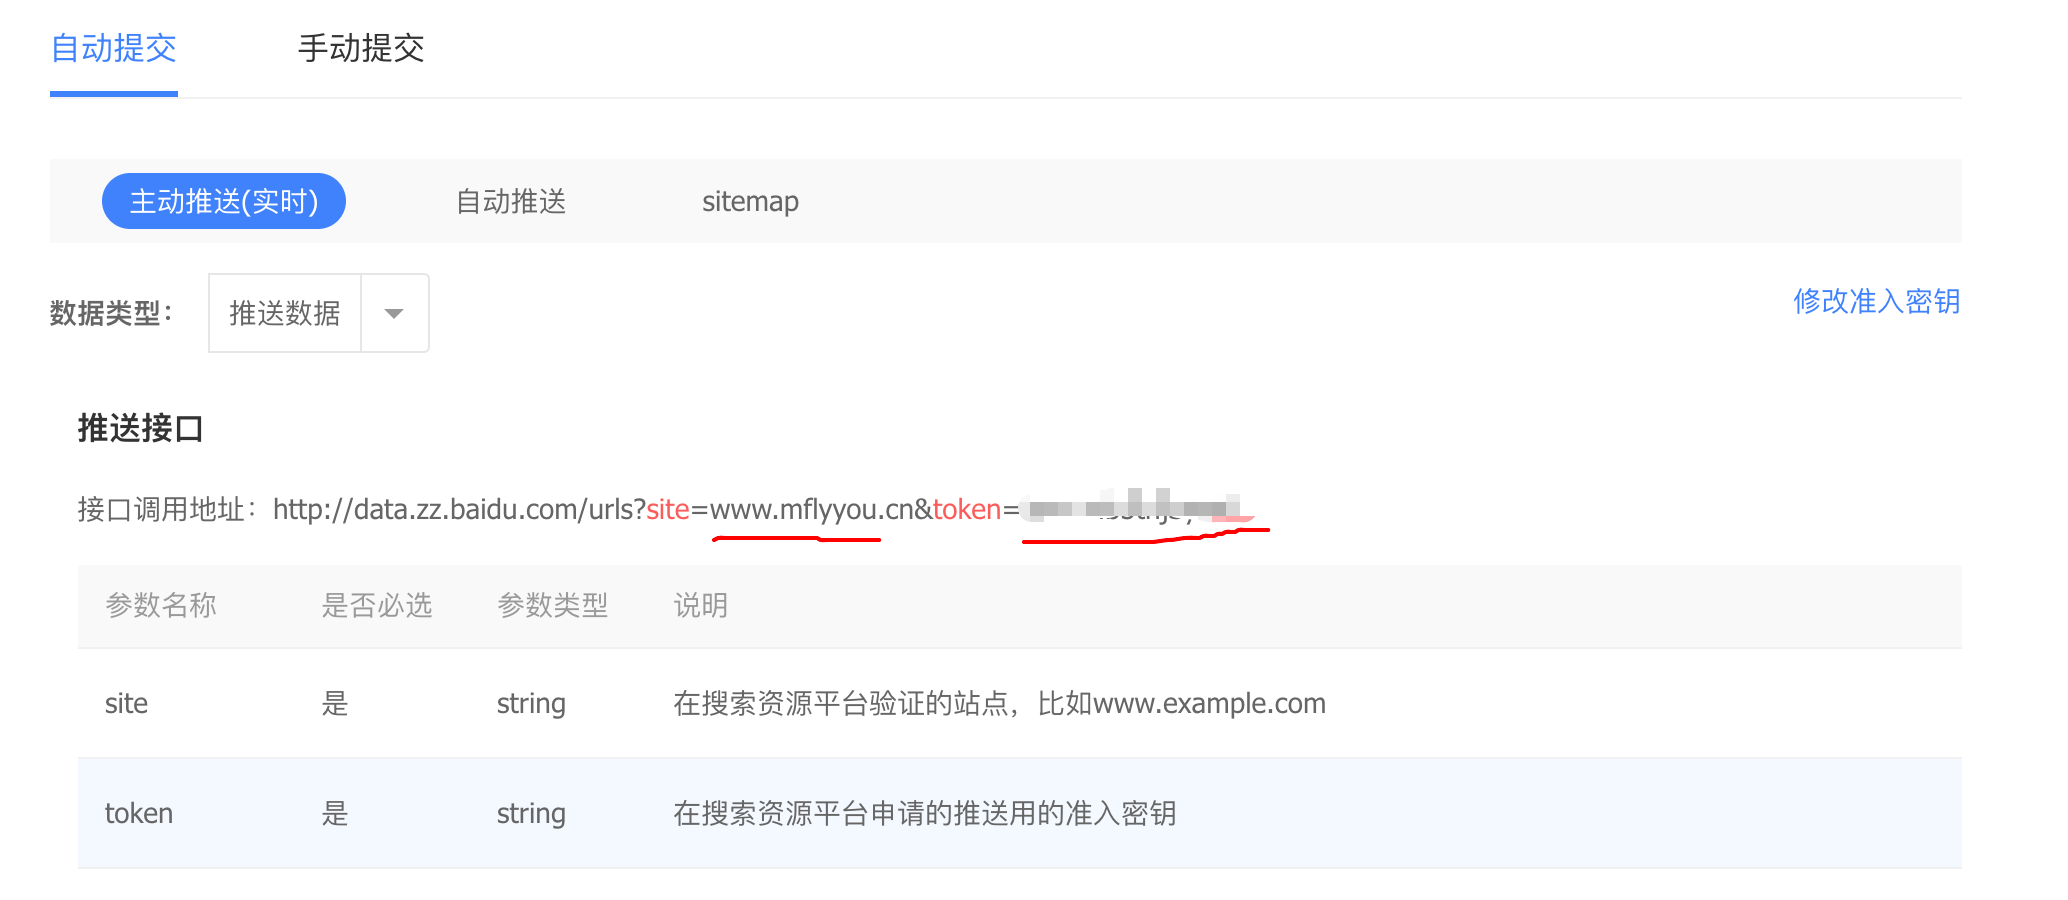 自动提交 手动提交
主动推送(实时) 自动推送 sitemap
数据类型： 推送数据 修改准入密钥
推送接口
接口调用地址：http://data.zz.baidu.com/urls?site=www.mflyyou.cn&token=
参数名称 是否必选 参数类型 说明
site 是 string 在搜索资源平台验证的站点，比如www.example.com
token 是 string 在搜索资源平台申请的推送用的准入密钥